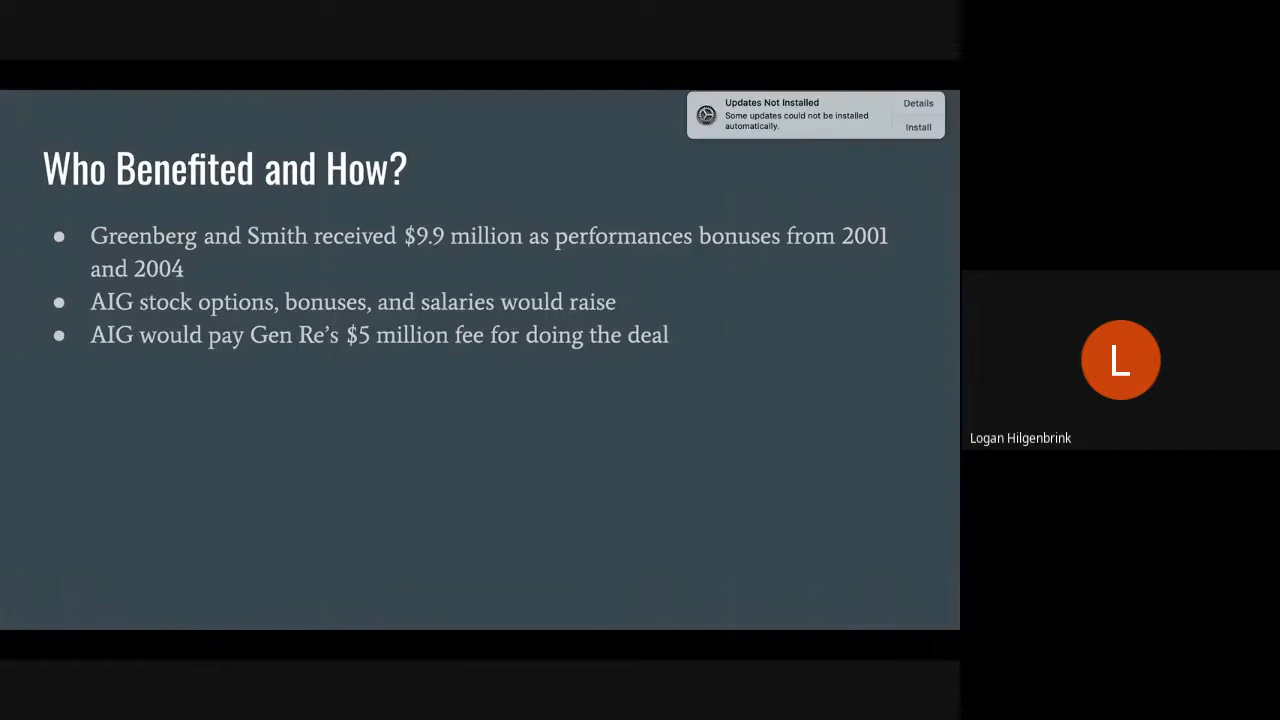 Updates Not Installed
Some updates could not be installed
automatically.
Details
Install
Who Benefited and How?
● Greenberg and Smith received $9.9 million as performances bonuses from 2001
and 2004
● AIG stock options, bonuses, and salaries would raise
● AIG would pay Gen Re’s $5 million fee for doing the deal
L
Logan Hilgenbrink